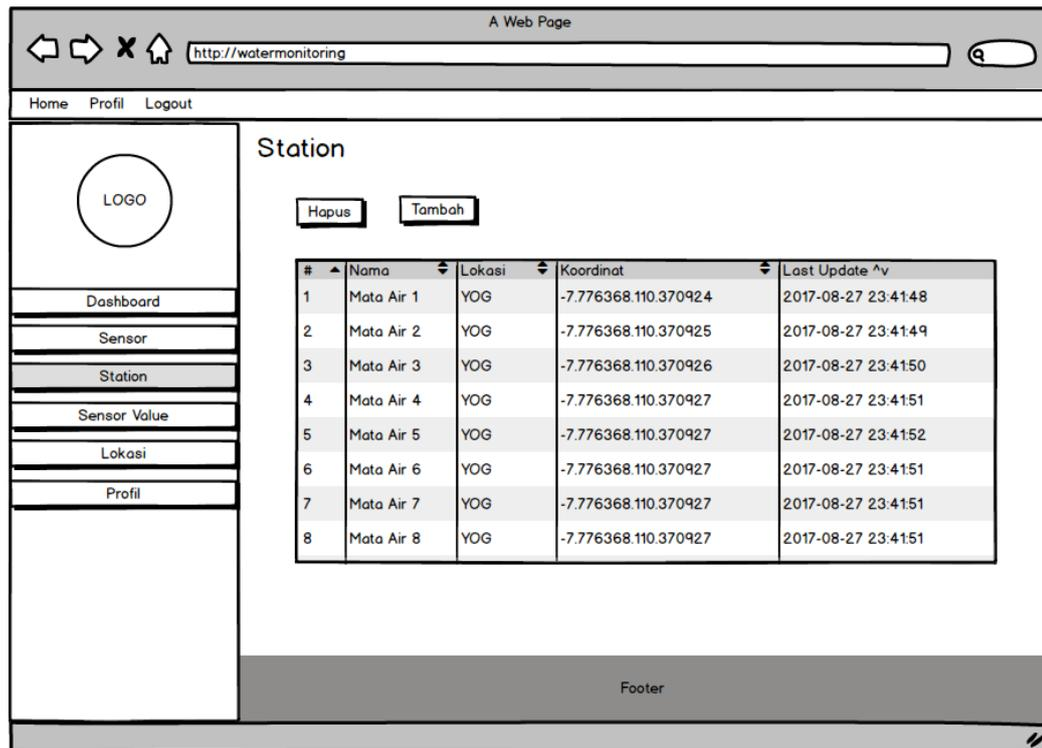 A Web Page
http://watermonitoring
Home Profil Logout
LOGO
Dashboard
Sensor
Station
Sensor Value
Lokasi
Profil
Station
Hapus Tambah
# Nama Lokasi Koordinat Last Update ^v
1 Mata Air 1 YOG -7.776368.110.370924 2017-08-27 23:41:48
2 Mata Air 2 YOG -7.776368.110.370925 2017-08-27 23:41:49
3 Mata Air 3 YOG -7.776368.110.370926 2017-08-27 23:41:50
4 Mata Air 4 YOG -7.776368.110.370927 2017-08-27 23:41:51
5 Mata Air 5 YOG -7.776368.110.370927 2017-08-27 23:41:52
6 Mata Air 6 YOG -7.776368.110.370927 2017-08-27 23:41:51
7 Mata Air 7 YOG -7.776368.110.370927 2017-08-27 23:41:51
8 Mata Air 8 YOG -7.776368.110.370927 2017-08-27 23:41:51
Footer